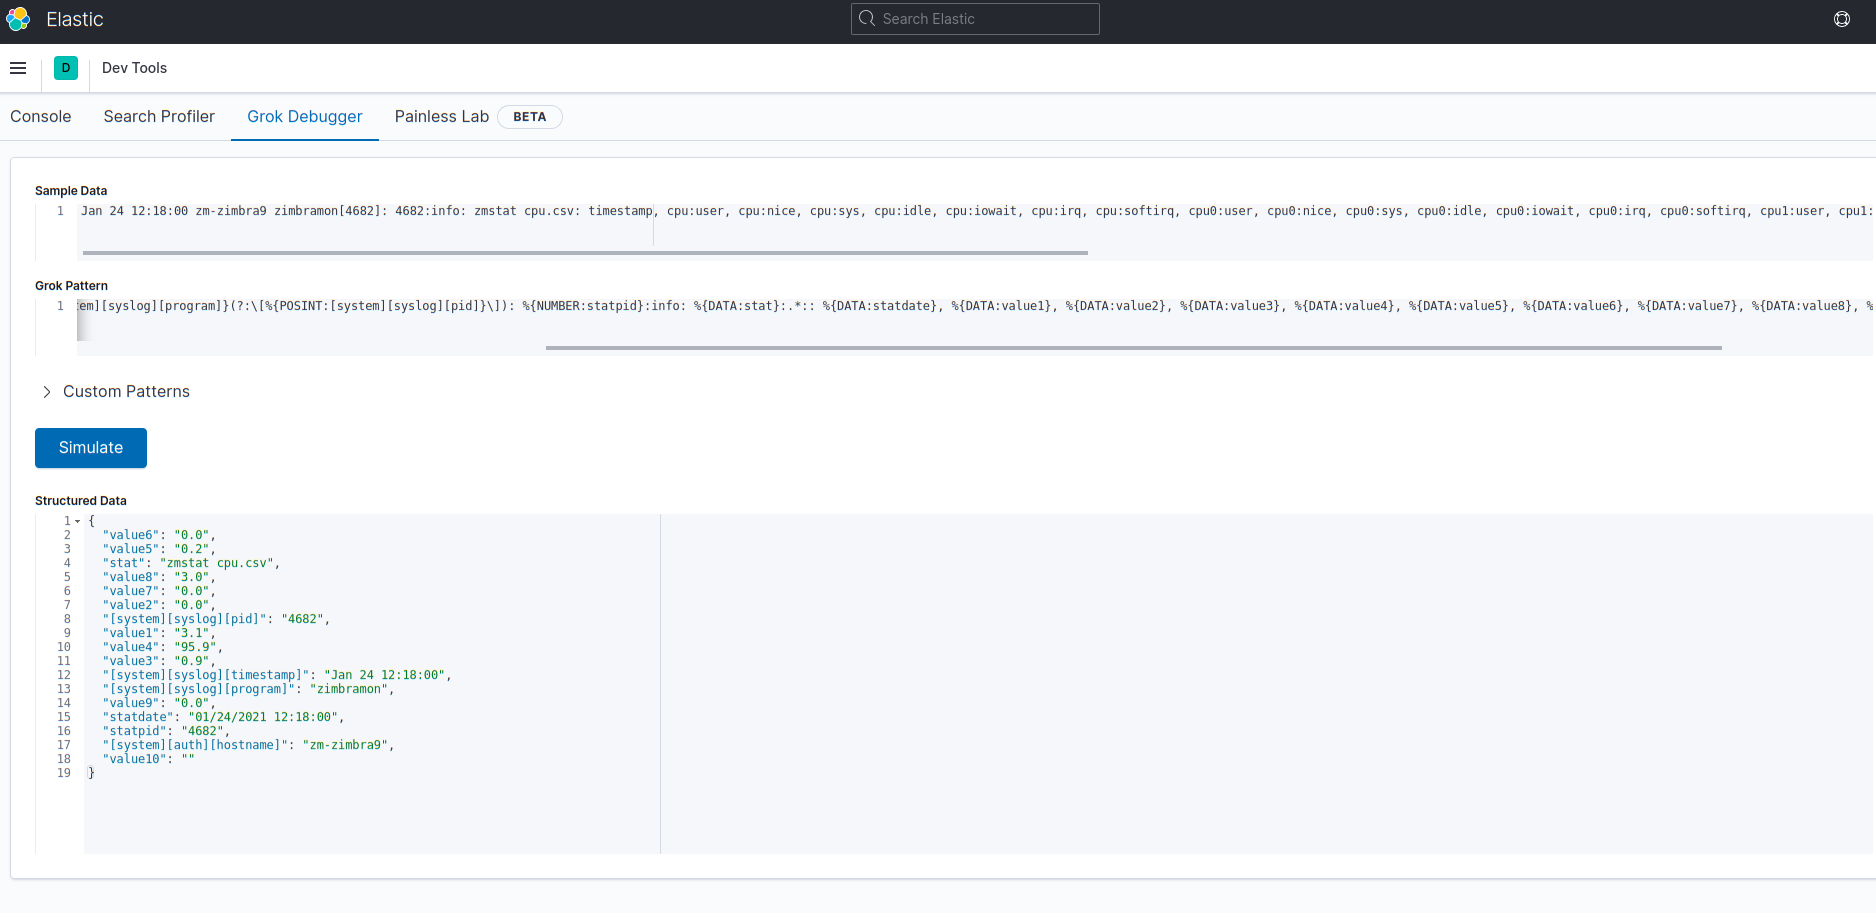 Elastic
Search Elastic
D
Dev Tools
Console
Search Profiler
Grok Debugger
Painless Lab
BETA
Sample Data
1
Jan 24 12:18:00 zm-zimbra9 zimbramon[4682]: 4682:info: zmstat cpu.csv: timestamp, cpu:user, cpu:nice, cpu:sys, cpu:idle, cpu:iowait, cpu:irq, cpu:softirq, cpu0:user, cpu0:nice, cpu0:sys, cpu0:idle, cpu0:iowait, cpu0:irq, cpu0:softirq, cpu1:user, cpu1:
Grok Pattern
1
em][syslog][program]}(?:\[%{POSINT:[system][syslog][pid]}\]): %{NUMBER:statpid}:info: %{DATA:stat}:.*:: %{DATA:statdate}, %{DATA:value1}, %{DATA:value2}, %{DATA:value3}, %{DATA:value4}, %{DATA:value5}, %{DATA:value6}, %{DATA:value7}, %{DATA:value8}, %
Custom Patterns
Simulate
Structured Data
1 {
2 "value6": "0.0",
3 "value5": "0.2",
4 "stat": "zmstat cpu.csv",
5 "value8": "3.0",
6 "value7": "0.0",
7 "value2": "0.0",
8 "[system][syslog][pid]": "4682",
9 "value1": "3.1",
10 "value4": "95.9",
11 "value3": "0.9",
12 "[system][syslog][timestamp]": "Jan 24 12:18:00",
13 "[system][syslog][program]": "zimbramon",
14 "value9": "0.0",
15 "statdate": "01/24/2021 12:18:00",
16 "statpid": "4682",
17 "[system][auth][hostname]": "zm-zimbra9",
18 "value10": ""
19 }